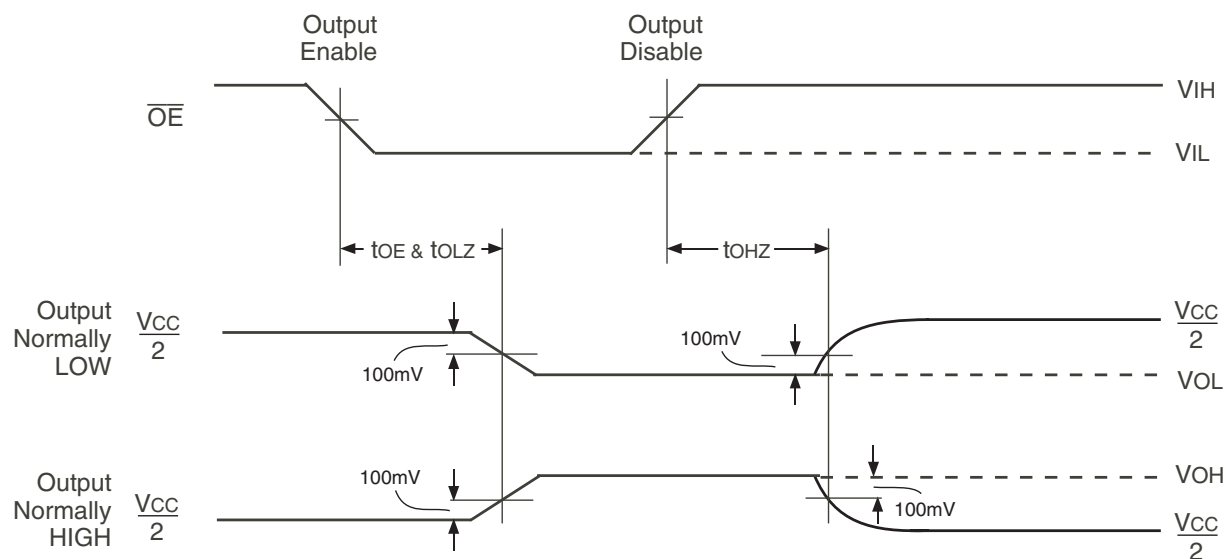 Output
Enable
Output
Disable
OE
VIH
VIL
tOE & tOLZ
tOHZ
Output
Normally
LOW
VCC
2
100mV
100mV
VCC
2
VOL
Output
Normally
HIGH
VCC
2
100mV
VOH
100mV
VCC
2